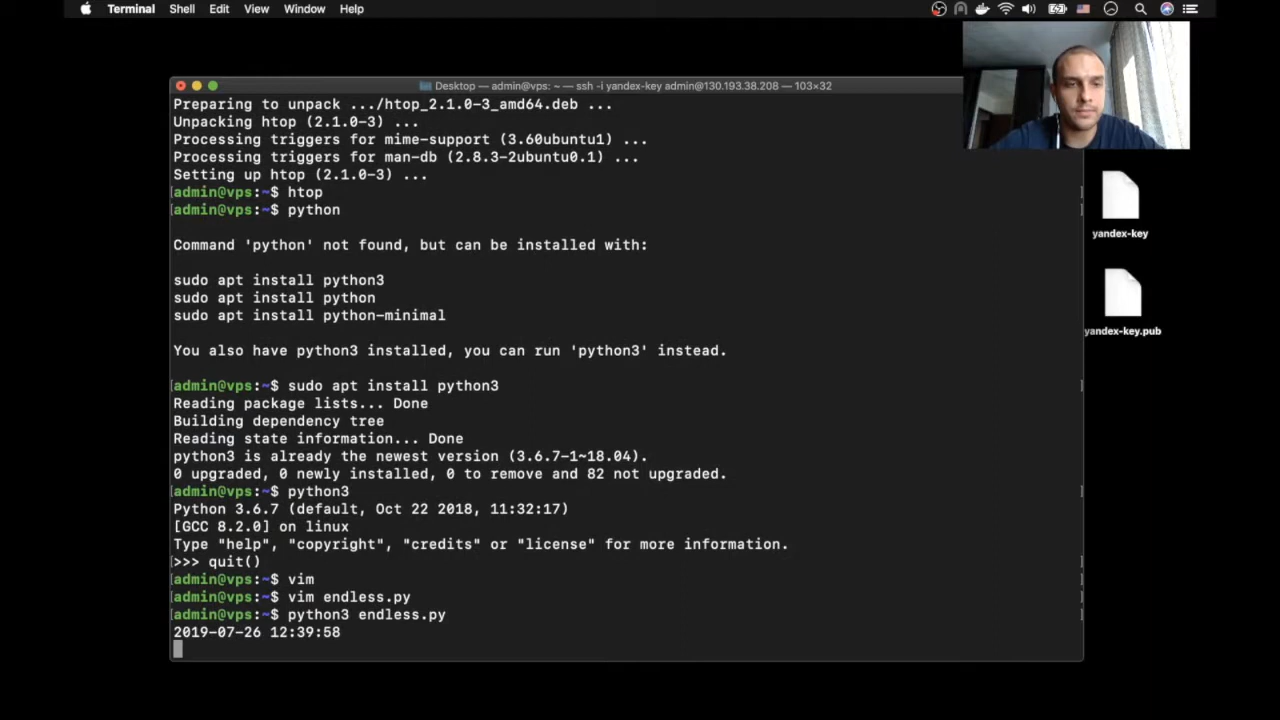 Terminal Shell Edit View Window Help
Desktop — admin@vps: ~ — ssh -i yandex-key admin@130.193.38.208 — 103×32
Preparing to unpack .../htop_2.1.0-3_amd64.deb ...
Unpacking htop (2.1.0-3) ...
Processing triggers for mime-support (3.60ubuntu1) ...
Processing triggers for man-db (2.8.3-2ubuntu0.1) ...
Setting up htop (2.1.0-3) ...
[admin@vps:~$ htop ]
[admin@vps:~$ python ]
Command 'python' not found, but can be installed with:
sudo apt install python3
sudo apt install python
sudo apt install python-minimal
You also have python3 installed, you can run 'python3' instead.
[admin@vps:~$ sudo apt install python3 ]
Reading package lists... Done
Building dependency tree
Reading state information... Done
python3 is already the newest version (3.6.7-1~18.04).
0 upgraded, 0 newly installed, 0 to remove and 82 not upgraded.
[admin@vps:~$ python3 ]
Python 3.6.7 (default, Oct 22 2018, 11:32:17)
[GCC 8.2.0] on linux
Type "help", "copyright", "credits" or "license" for more information.
[>>> quit() ]
[admin@vps:~$ vim ]
[admin@vps:~$ vim endless.py ]
[admin@vps:~$ python3 endless.py ]
2019-07-26 12:39:58
yandex-key
yandex-key.pub